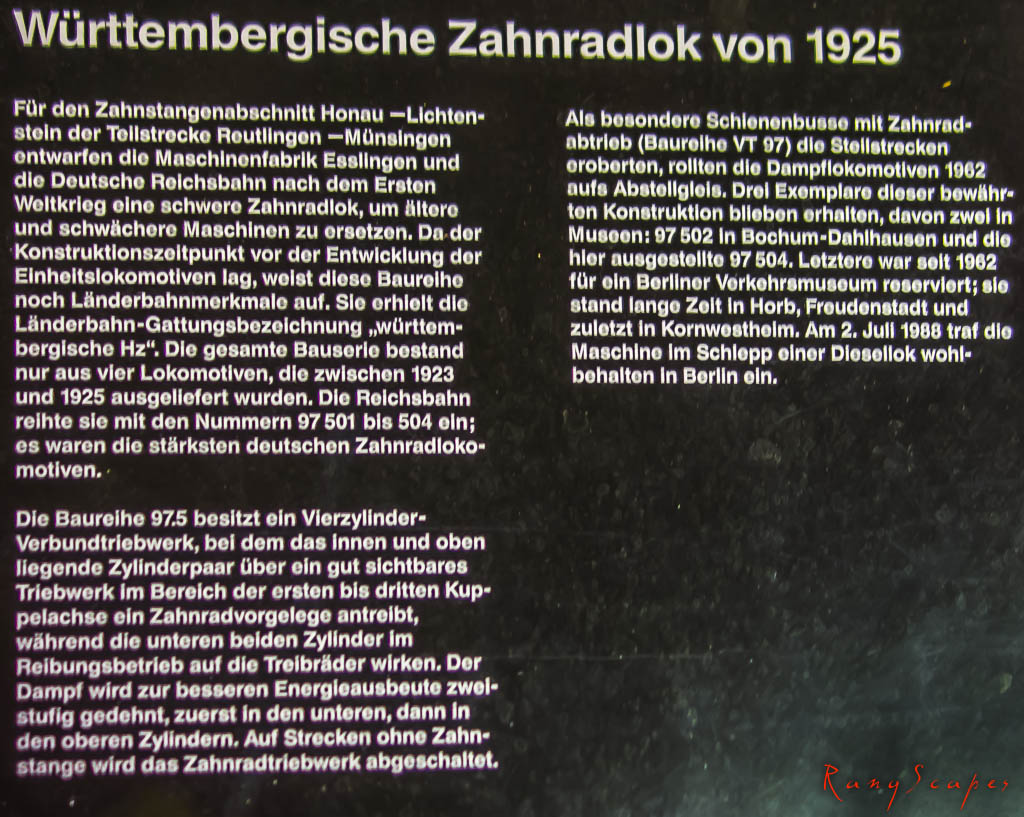 Württembergische Zahnradlok von 1925
Für den Zahnstangenabschnitt Honau —Lichten-
stein der Teilstrecke Reutlingen —Münsingen
entwarfen die Maschinenfabrik Esslingen und
die Deutsche Reichsbahn nach dem Ersten
Weltkrieg eine schwere Zahnradlok, um ältere
und schwächere Maschinen zu ersetzen. Da der
Konstruktionszeitpunkt vor der Entwicklung der
Einheitslokomotiven lag, weist diese Baureihe
noch Länderbahnmerkmale auf. Sie erhielt die
Länderbahn-Gattungsbezeichnung „württem-
bergische Hz“. Die gesamte Bauserie bestand
nur aus vier Lokomotiven, die zwischen 1923
und 1925 ausgeliefert wurden. Die Reichsbahn
reihte sie mit den Nummern 97 501 bis 504 ein;
es waren die stärksten deutschen Zahnradloko-
motiven.
Die Baureihe 97.5 besitzt ein Vierzylinder-
Verbundtriebwerk, bei dem das innen und oben
liegende Zylinderpaar über ein gut sichtbares
Triebwerk im Bereich der ersten bis dritten Kup-
pelachse ein Zahnradvorgelege antreibt,
während die unteren beiden Zylinder im
Reibungsbetrieb auf die Treibräder wirken. Der
Dampf wird zur besseren Energieausbeute zwei-
stufig gedehnt, zuerst in den unteren, dann in
den oberen Zylindern. Auf Strecken ohne Zahn-
stange wird das Zahnradtriebwerk abgeschaltet.
Als besondere Schienenbusse mit Zahnrad-
abtrieb (Baureihe VT 97) die Steilstrecken
eroberten, rollten die Dampflokomotiven 1962
aufs Abstellgleis. Drei Exemplare dieser bewähr-
ten Konstruktion blieben erhalten, davon zwei in
Museen: 97 502 in Bochum-Dahlhausen und die
hier ausgestellte 97 504. Letztere war seit 1962
für ein Berliner Verkehrsmuseum reserviert; sie
stand lange Zeit in Horb, Freudenstadt und
zuletzt in Kornwestheim. Am 2. Juli 1988 traf die
Maschine im Schlepp einer Diesellok wohl-
behalten in Berlin ein.
RanyScapes